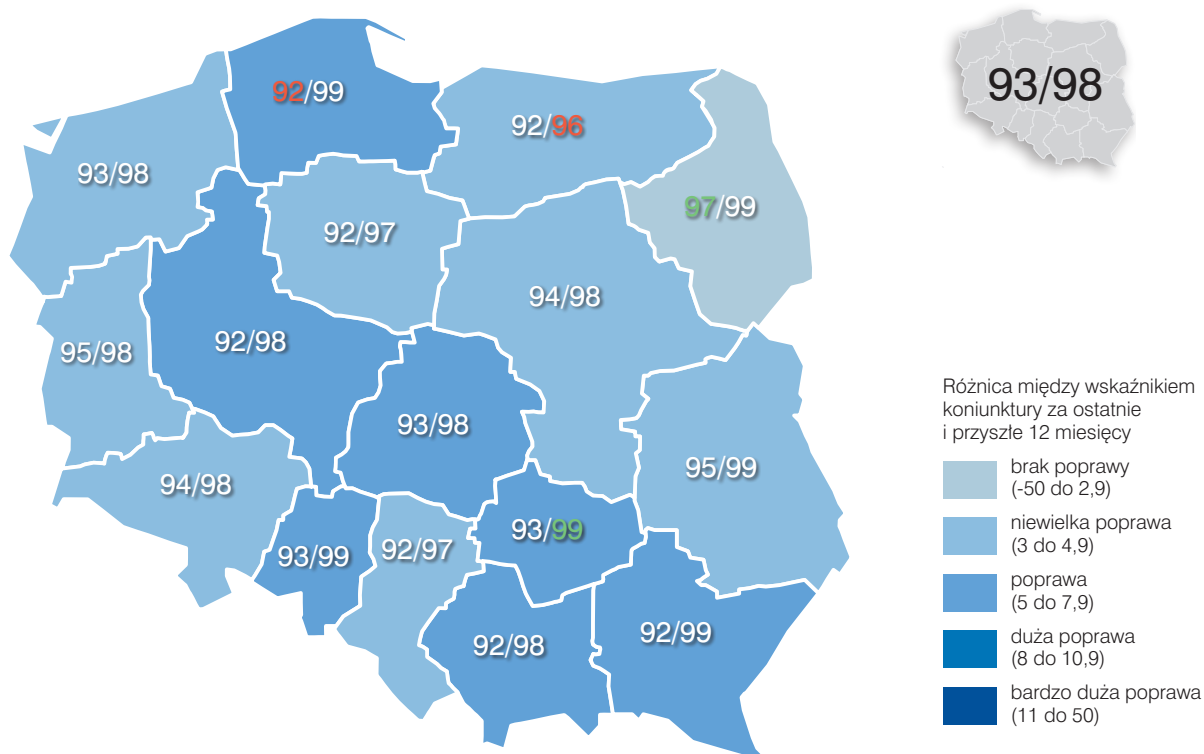 93/98
92/99
92/96
93/98
97/99
92/97
94/98
92/98
95/98
93/98
95/99
94/98
93/99
93/99
92/97
92/99
92/98
Różnica między wskaźnikiem
koniunktury za ostatnie
i przyszłe 12 miesięcy
brak poprawy
(-50 do 2,9)
niewielka poprawa
(3 do 4,9)
poprawa
(5 do 7,9)
duża poprawa
(8 do 10,9)
bardzo duża poprawa
(11 do 50)